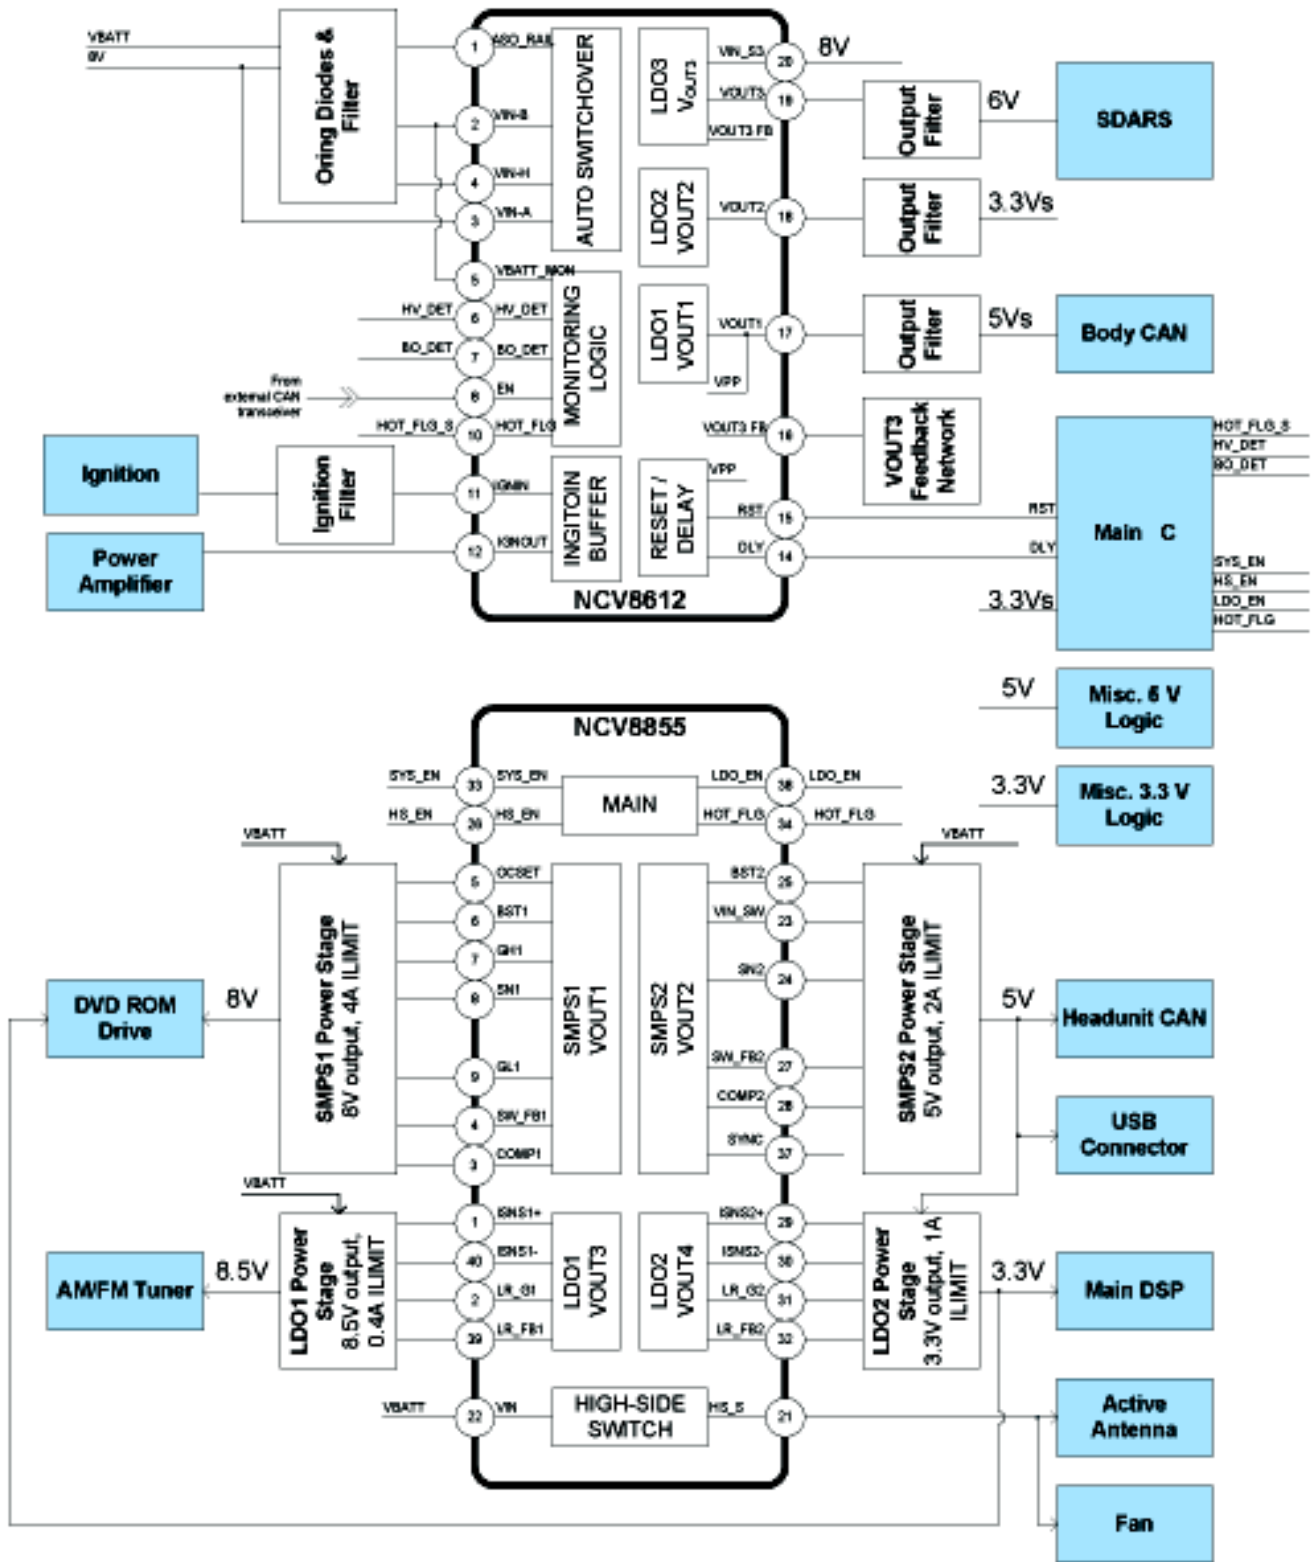 VBATT
8V
Oring Diodes &
Filter
1
ASO_RAIL
2
VIN-B
4
VIN-H
3
VIN-A
AUTO SWITCHOVER
5
VBATT_MON
HV_DET
6
HV_DET
BO_DET
7
BO_DET
From
external CAN
transceiver
8
EN
HOT_FLG_S
10
HOT_FLG
MONITORING
LOGIC
Ignition
Ignition
Filter
11
IGNIN
Power
Amplifier
12
IGNOUT
INGITOIN
BUFFER
NCV8612
LDO3
VOUT3
VIN_S3
20
8V
VOUT3
19
VOUT3 FB
Output
Filter
6V
SDARS
LDO2
VOUT2
VOUT2
18
Output
Filter
3.3Vs
LDO1
VOUT1
VOUT1
17
VPP
Output
Filter
5Vs
Body CAN
VOUT3 FB
16
VOUT3
Feedback
Network
RESET /
DELAY
VPP
RST
15
DLY
14
RST
DLY
3.3Vs
Main C
HOT_FLG_S
HV_DET
BO_DET
SYS_EN
HS_EN
LDO_EN
HOT_FLG
5V
Misc. 5 V
Logic
3.3V
Misc. 3.3 V
Logic
NCV8855
SYS_EN
33
SYS_EN
HS_EN
26
HS_EN
MAIN
LDO_EN
38
LDO_EN
HOT_FLG
34
HOT_FLG
VBATT
SMPS1 Power Stage
8V output, 4A ILIMIT
5
OCSET
6
BST1
7
GH1
8
SN1
9
GL1
4
SW_FB1
3
COMP1
SMPS1
VOUT1
8V
DVD ROM
Drive
SMPS2
VOUT2
BST2
25
VIN_SW
23
SN2
24
SW_FB2
27
COMP2
28
SYNC
37
VBATT
SMPS2 Power Stage
5V output, 2A ILIMIT
5V
Headunit CAN
USB
Connector
VBATT
LDO1 Power
Stage
8.5V output,
0.4A ILIMIT
1
ISNS1+
40
ISNS1-
2
LR_G1
39
LR_FB1
LDO1
VOUT3
8.5V
AM/FM Tuner
LDO2
VOUT4
ISNS2+
29
ISNS2-
30
LR_G2
31
LR_FB2
32
LDO2 Power
Stage
3.3V output, 1A
ILIMIT
3.3V
Main DSP
VBATT
22
VIN
HIGH-SIDE
SWITCH
HS_S
21
Active
Antenna
Fan